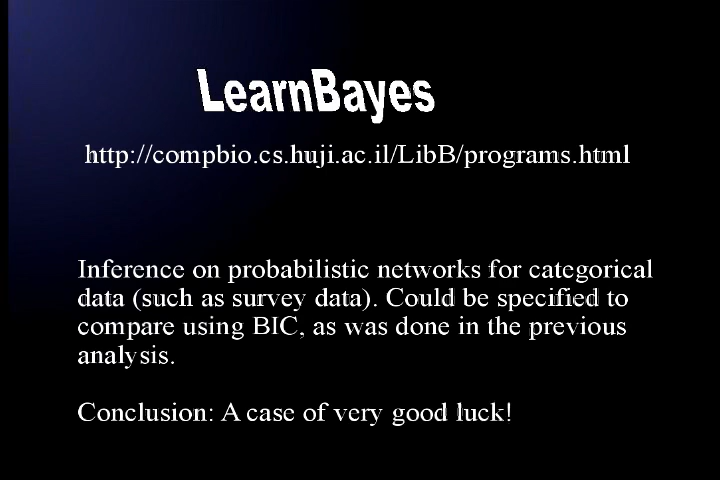 LearnBayes
http://compbio.cs.huji.ac.il/LibB/programs.html
Inference on probabilistic networks for categorical
data (such as survey data). Could be specified to
compare using BIC, as was done in the previous
analysis.
Conclusion: A case of very good luck!